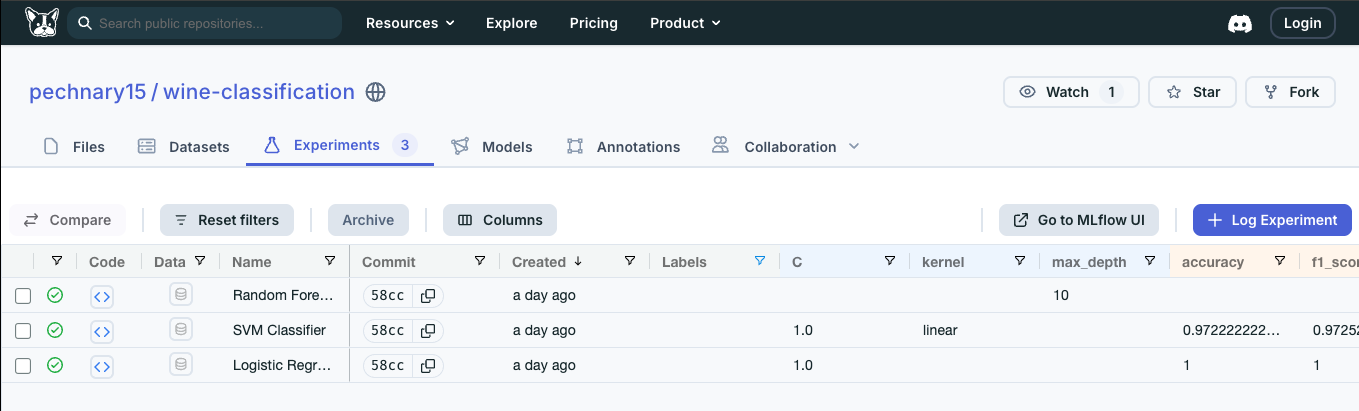 Search public repositories... Resources Explore Pricing Product Login
pechnary15 / wine-classification Watch 1 Star Fork
Files Datasets Experiments 3 Models Annotations Collaboration
Compare Reset filters Archive Columns Go to MLflow UI + Log Experiment
Code Data Name Commit Created ↓ Labels C kernel max_depth accuracy f1_scor
Random Fore... 58cc a day ago 10
SVM Classifier 58cc a day ago 1.0 linear 0.972222222... 0.9725
Logistic Regr... 58cc a day ago 1.0 1 1